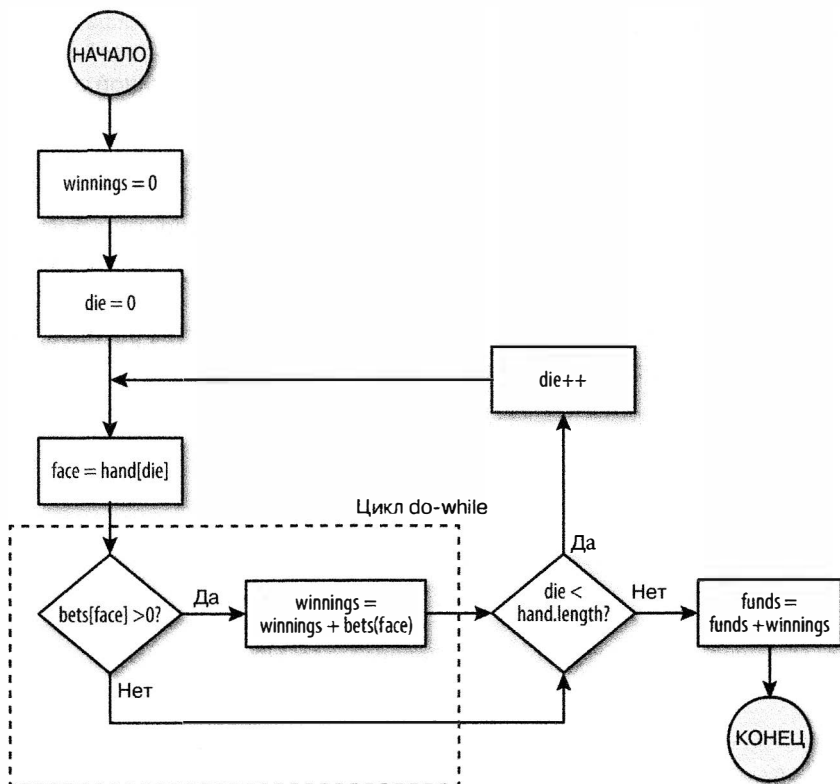 НАЧАЛО
winnings = 0
die = 0
die++
face = hand[die]
Цикл do-while
bets[face] >0?
Да
winnings =
winnings + bets(face)
die <
hand.length?
Да
Нет
funds =
funds +winnings
Нет
КОНЕЦ